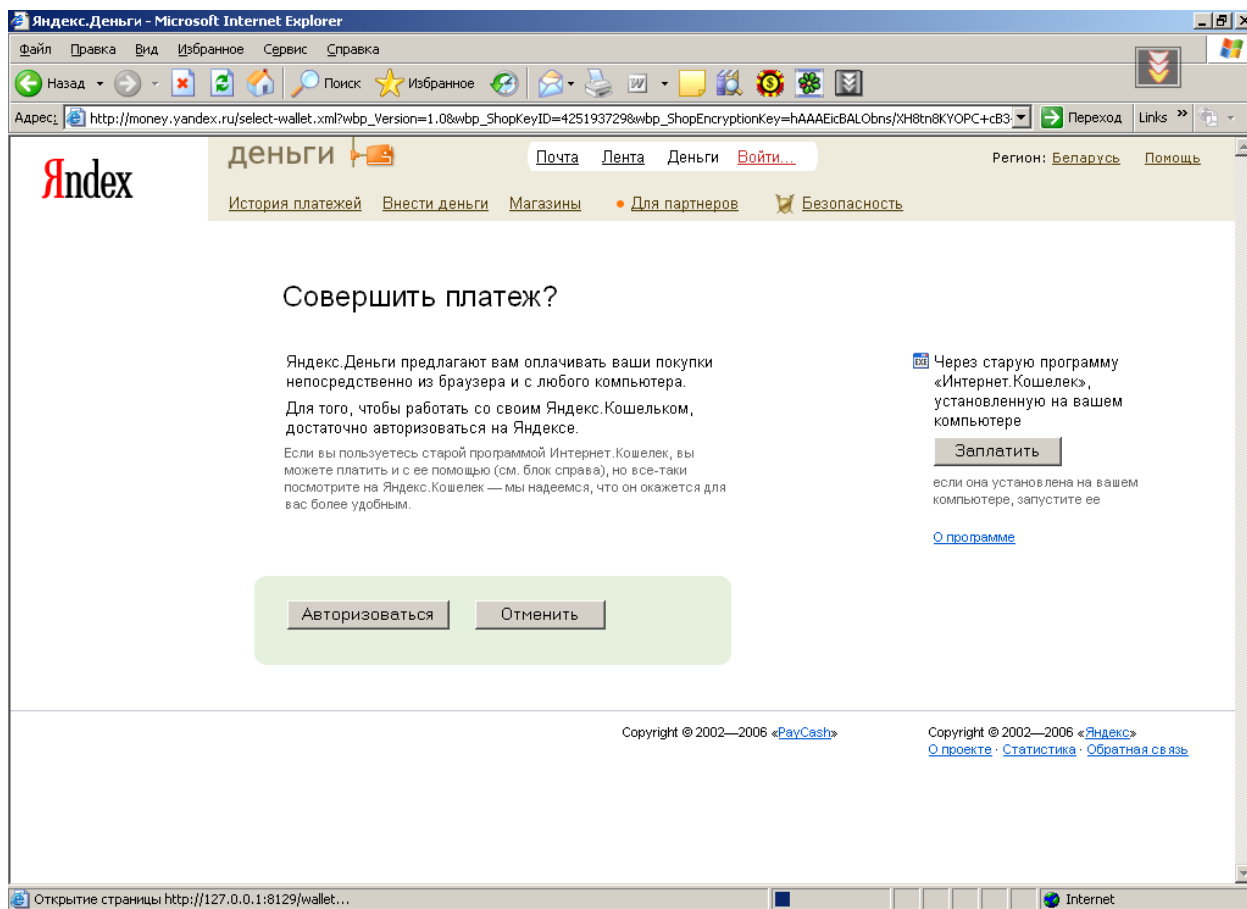 Яндекс.Деньги - Microsoft Internet Explorer
Файл Правка Вид Избранное Сервис Справка
Назад Поиск Избранное
Адрес: http://money.yandex.ru/select-wallet.xml?wbp_Version=1.0&wbp_ShopKeyID=425193729&wbp_ShopEncryptionKey=hAAAEicBALObns/XH8tn8KYOPC+cB3 Переход Links »
Яndex
деньги
Почта Лента Деньги Войти...
Регион: Беларусь Помощь
История платежей Внести деньги Магазины • Для партнеров Безопасность
Совершить платеж?
Яндекс.Деньги предлагают вам оплачивать ваши покупки
непосредственно из браузера и с любого компьютера.
Для того, чтобы работать со своим Яндекс.Кошельком,
достаточно авторизоваться на Яндексе.
Если вы пользуетесь старой программой Интернет.Кошелек, вы
можете платить и с ее помощью (см. блок справа), но все-таки
посмотрите на Яндекс.Кошелек — мы надеемся, что он окажется для
вас более удобным.
EXE
Через старую программу
«Интернет.Кошелек»,
установленную на вашем
компьютере
Заплатить
если она установлена на вашем
компьютере, запустите ее
О программе
Авторизоваться Отменить
Copyright © 2002—2006 «PayCash»
Copyright © 2002—2006 «Яндекс»
О проекте · Статистика · Обратная связь
Открытие страницы http://127.0.0.1:8129/wallet...
Internet